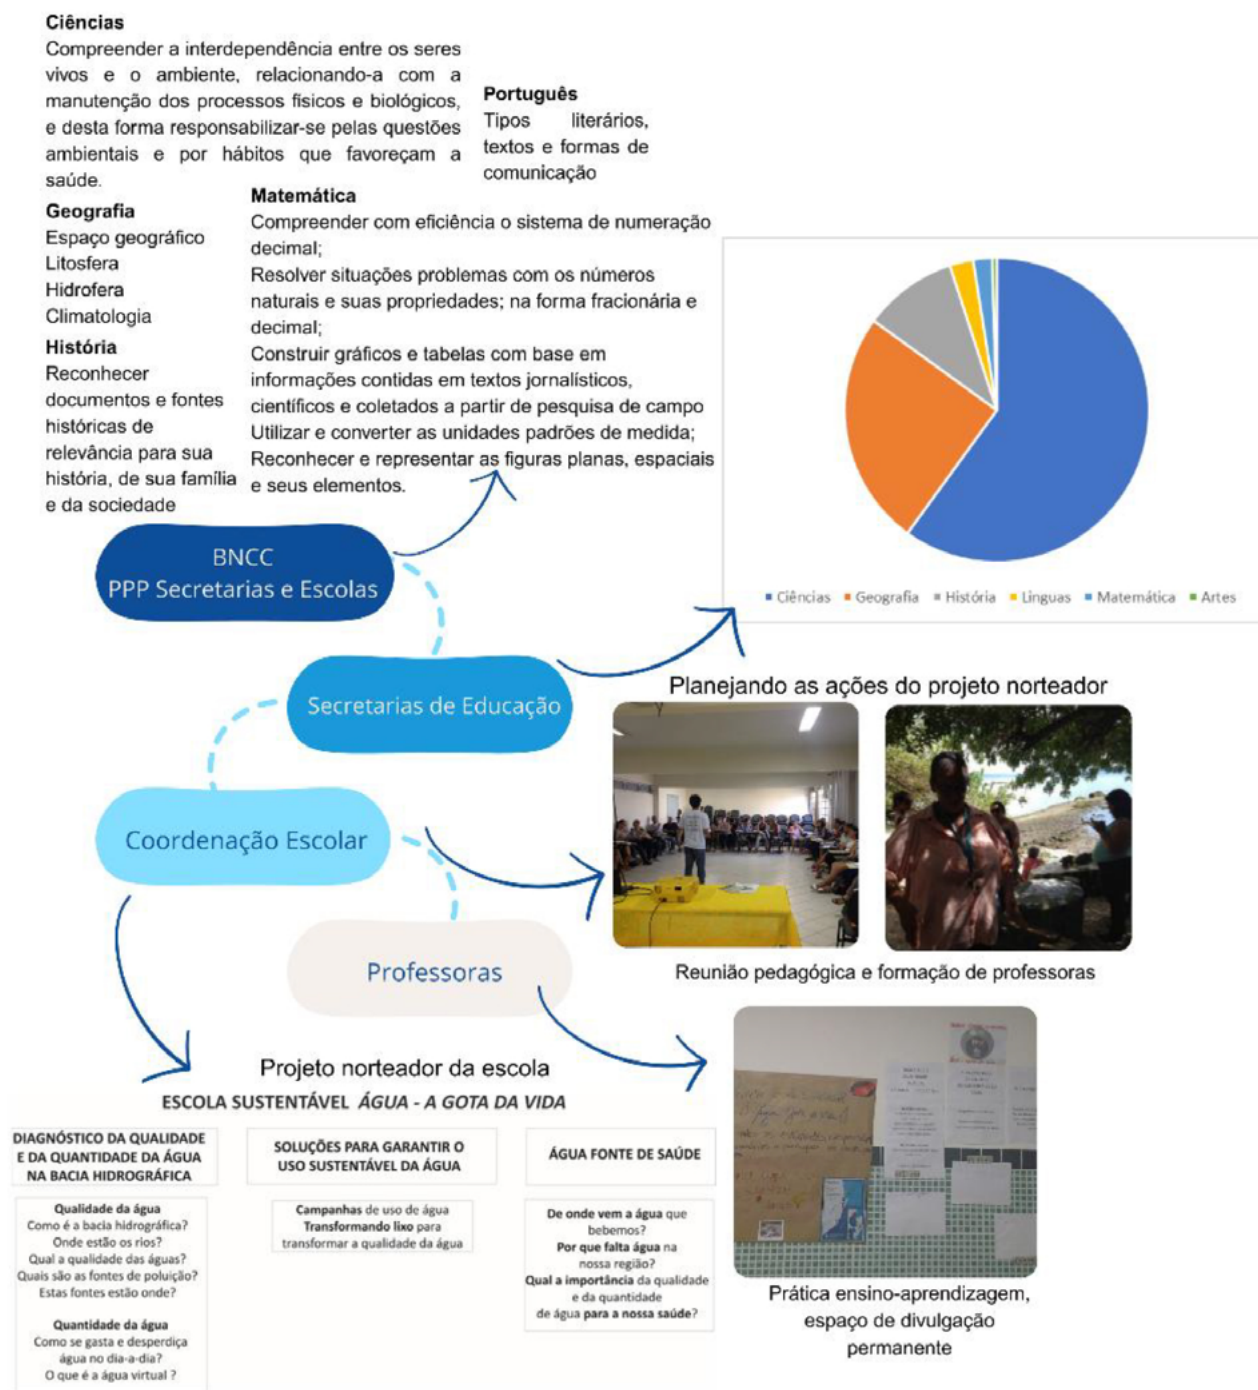 Ciências
Compreender a interdependência entre os seres
vivos e o ambiente, relacionando-a com a
manutenção dos processos físicos e biológicos,
e desta forma responsabilizar-se pelas questões
ambientais e por hábitos que favoreçam a
saúde.
Português
Tipos literários,
textos e formas de
comunicação
Geografia
Espaço geográfico
Litosfera
Hidrofera
Climatologia
História
Reconhecer
documentos e fontes
históricas de
relevância para sua
história, de sua família
e da sociedade
Matemática
Compreender com eficiência o sistema de numeração
decimal;
Resolver situações problemas com os números
naturais e suas propriedades; na forma fracionária e
decimal;
Construir gráficos e tabelas com base em
informações contidas em textos jornalísticos,
científicos e coletados a partir de pesquisa de campo
Utilizar e converter as unidades padrões de medida;
Reconhecer e representar as figuras planas, espaciais
e seus elementos.
Ciências Geografia História Línguas Matemática Artes
BNCC
PPP Secretarias e Escolas
Secretarias de Educação
Coordenação Escolar
Professoras
Planejando as ações do projeto norteador
Reunião pedagógica e formação de professoras
Projeto norteador da escola
ESCOLA SUSTENTÁVEL ÁGUA - A GOTA DA VIDA
DIAGNÓSTICO DA QUALIDADE
E DA QUANTIDADE DA ÁGUA
NA BACIA HIDROGRÁFICA
Qualidade da água
Como é a bacia hidrográfica?
Onde estão os rios?
Qual a qualidade das águas?
Quais são as fontes de poluição?
Estas fontes estão onde?
Quantidade da água
Como se gasta e desperdiça
água no dia-a-dia?
O que é a água virtual ?
SOLUÇÕES PARA GARANTIR O
USO SUSTENTÁVEL DA ÁGUA
Campanhas de uso de água
Transformando lixo para
transformar a qualidade da água
ÁGUA FONTE DE SAÚDE
De onde vem a água que
bebemos?
Por que falta água na
nossa região?
Qual a importância da qualidade
e da quantidade
de água para a nossa saúde?
Prática ensino-aprendizagem,
espaço de divulgação
permanente